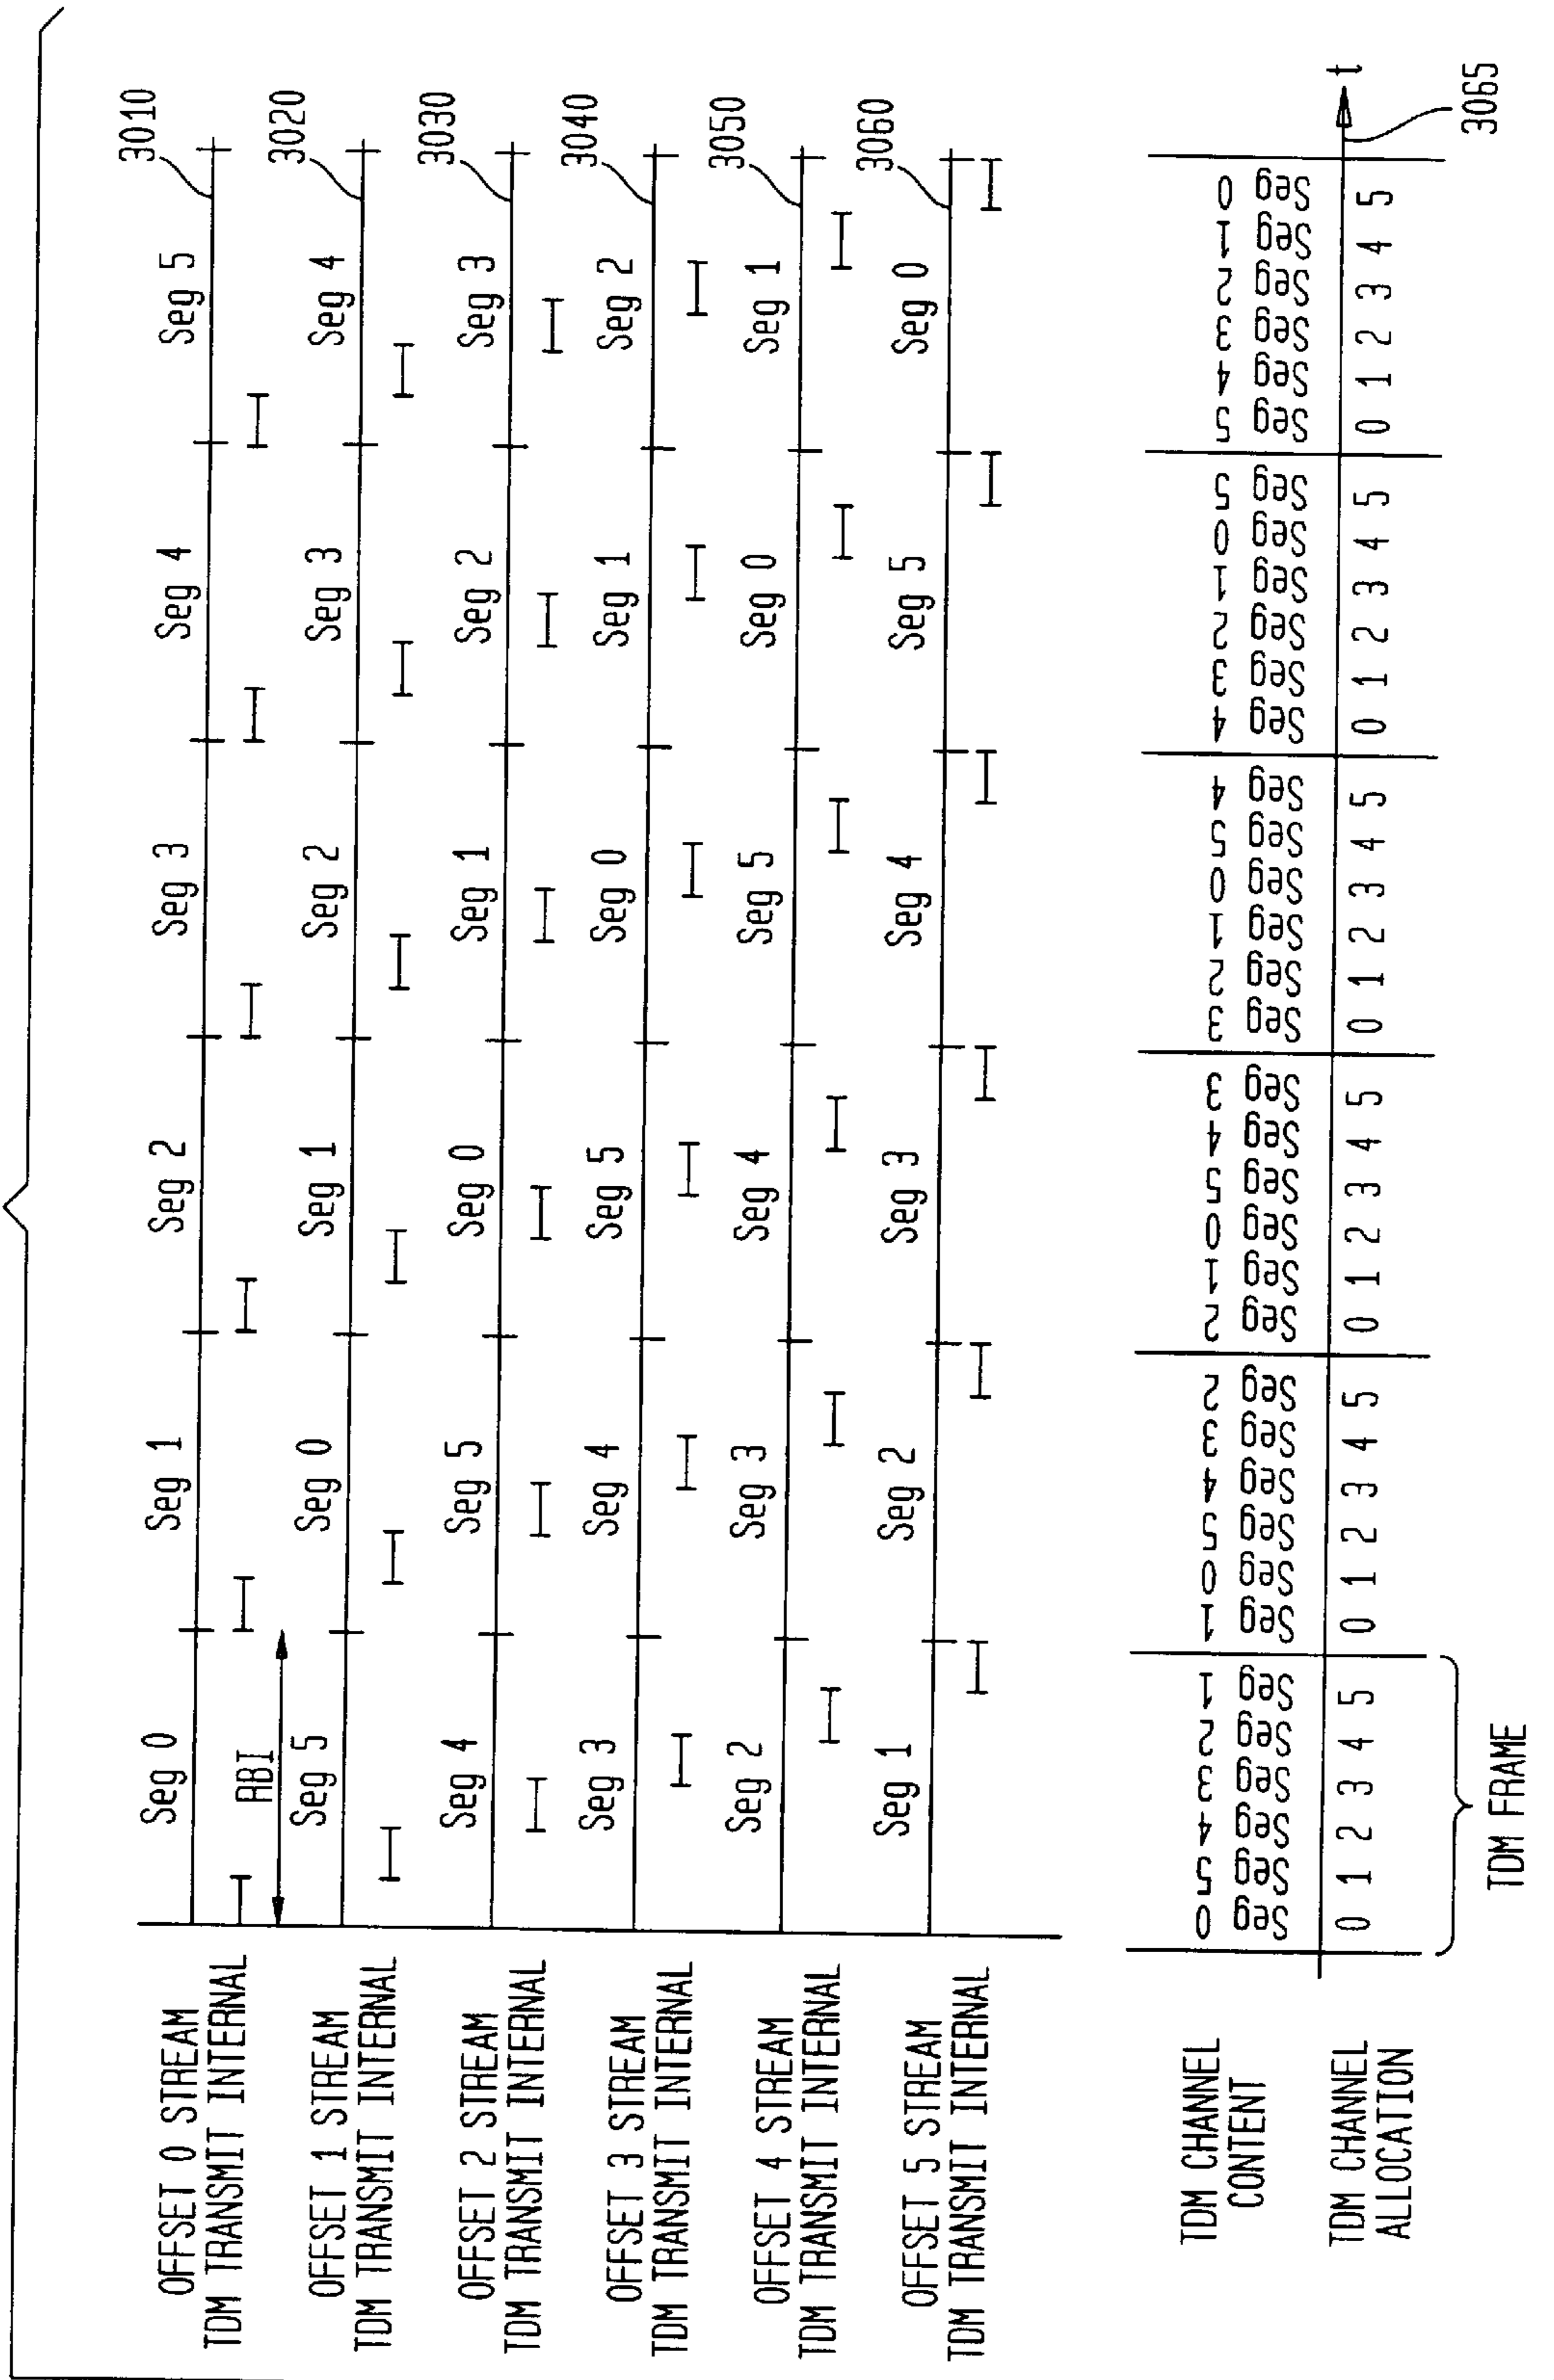 OFFSET 0 STREAM Seg 0 Seg 1 Seg 2 Seg 3 Seg 4 Seg 5 3010
TDM TRANSMIT INTERNAL
RBI
OFFSET 1 STREAM Seg 5 Seg 0 Seg 1 Seg 2 Seg 3 Seg 4 3020
TDM TRANSMIT INTERNAL
OFFSET 2 STREAM Seg 4 Seg 5 Seg 0 Seg 1 Seg 2 Seg 3 3030
TDM TRANSMIT INTERNAL
OFFSET 3 STREAM Seg 3 Seg 4 Seg 5 Seg 0 Seg 1 Seg 2 3040
TDM TRANSMIT INTERNAL
OFFSET 4 STREAM Seg 2 Seg 3 Seg 4 Seg 5 Seg 0 Seg 1 3050
TDM TRANSMIT INTERNAL
OFFSET 5 STREAM Seg 1 Seg 2 Seg 3 Seg 4 Seg 5 Seg 0 3060
TDM TRANSMIT INTERNAL
TDM CHANNEL
CONTENT
Seg 0 Seg 5 Seg 4 Seg 3 Seg 2 Seg 1 Seg 1 Seg 0 Seg 5 Seg 4 Seg 3 Seg 2 Seg 2 Seg 1 Seg 0 Seg 5 Seg 4 Seg 3 Seg 3 Seg 2 Seg 1 Seg 0 Seg 5 Seg 4 Seg 4 Seg 3 Seg 2 Seg 1 Seg 0 Seg 5 Seg 5 Seg 4 Seg 3 Seg 2 Seg 1 Seg 0
t
TDM CHANNEL
ALLOCATION
0 1 2 3 4 5 0 1 2 3 4 5 0 1 2 3 4 5 0 1 2 3 4 5 0 1 2 3 4 5 0 1 2 3 4 5
3065
TDM FRAME